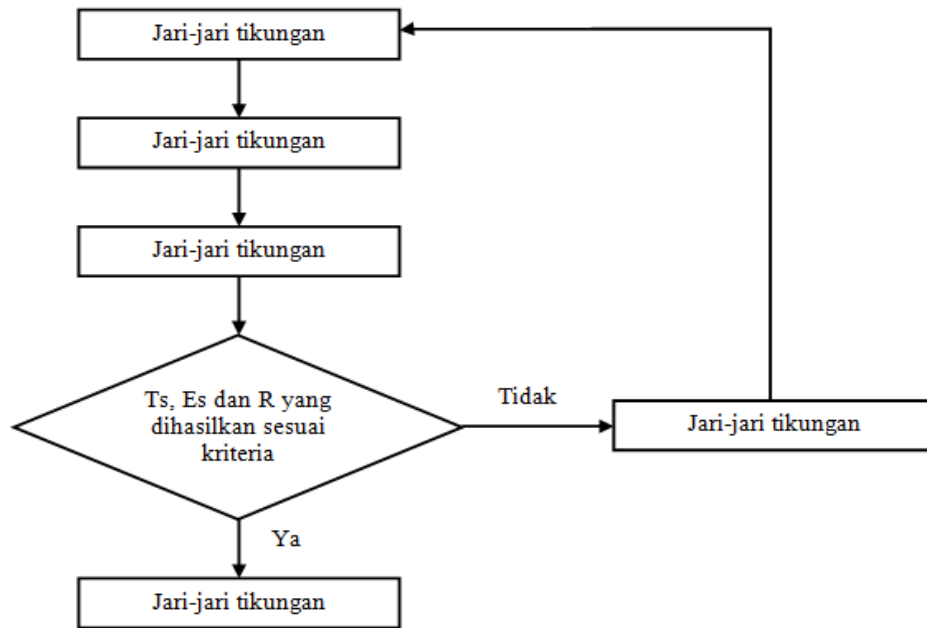 Jari-jari tikungan
Jari-jari tikungan
Jari-jari tikungan
Ts, Es dan R yang
dihasilkan sesuai
kriteria
Tidak
Jari-jari tikungan
Ya
Jari-jari tikungan